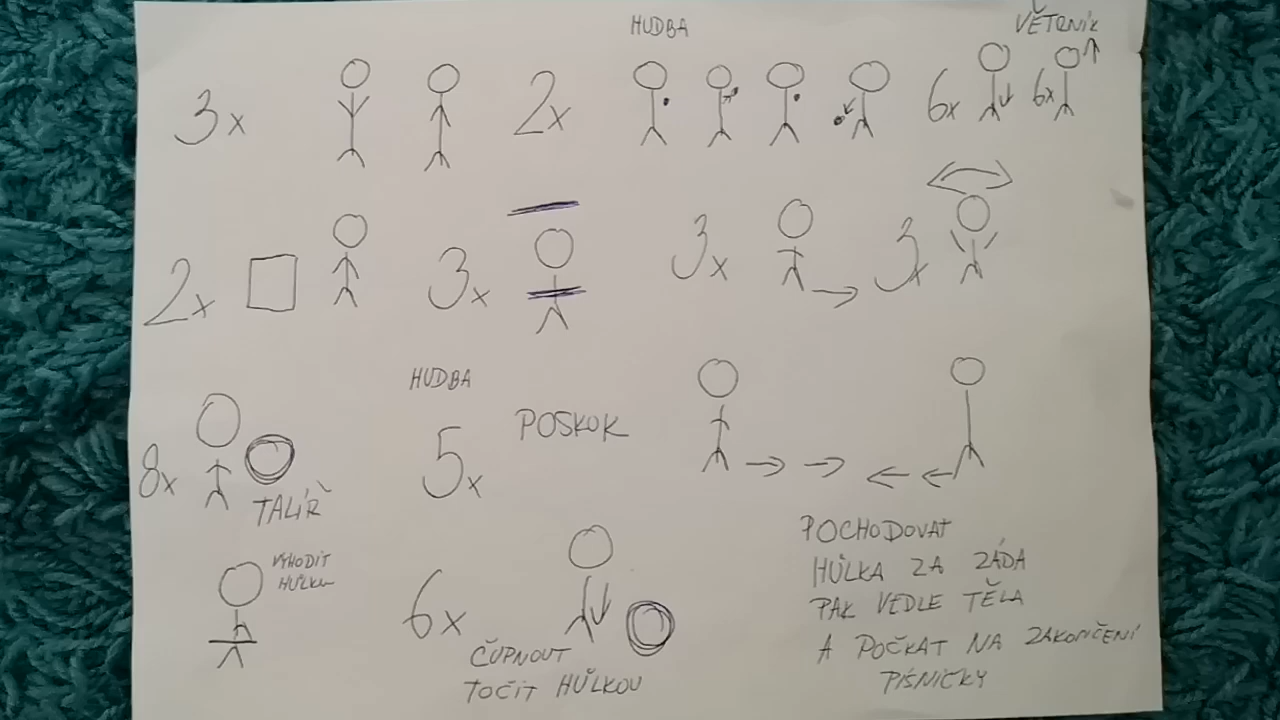 HUDBA
VĚTRNÍK
3x
2x
6x
6x
2x
3x
3x
3x
HUDBA
8x
TALÍŘ
5x
POSKOK
VYHODIT
HŮLKU
6x
ČUPNOUT
TOČIT HŮLKOU
POCHODOVAT
HŮLKA ZA ZÁDA
PAK VEDLE TĚLA
A POČKAT NA ZAKONČENÍ
PÍSNIČKY